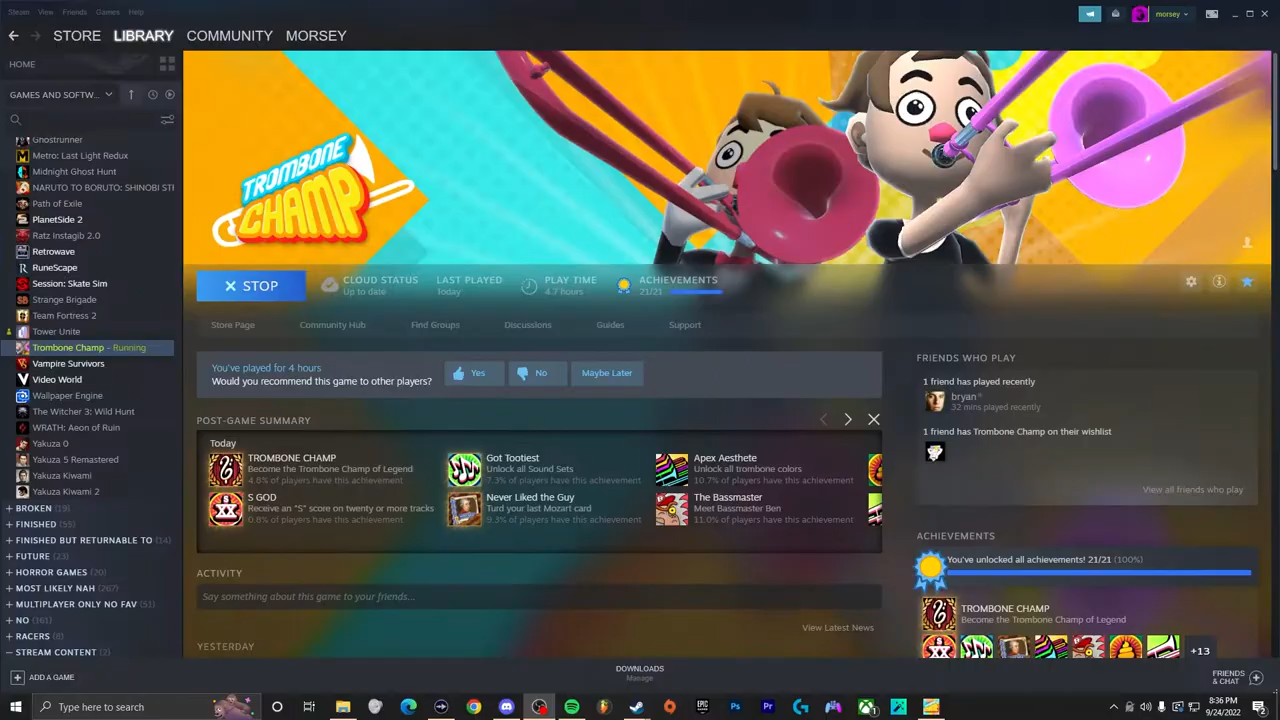 Steam View Friends Games Help
morsey
STORE LIBRARY COMMUNITY MORSEY
HOME
GAMES AND SOFTW...
Ghostrunner
Metro: Last Light Redux
Midnight Ghost Hunt
NARUTO TO BORUTO: SHINOBI STR
Path of Exile
PlanetSide 2
Ratz Instagib 2.0
Retrowave
RuneScape
Session: Skate Sim
Strange Brigade
Team Fortress 2
Tower Unite
Trombone Champ - Running
Vampire Survivors
Video World
Wallpaper Engine
The Witcher 3: Wild Hunt
WRATH: Aeon of Ruin
Yakuza 0
Yakuza 5 Remastered
Yakuza Kiwami
Yakuza Kiwami 2
+ BROKEN (19)
+ FINISHED (55)
+ FINISHED BUT RETURNABLE TO (14)
+ FUTURE (23)
+ HORROR GAMES (20)
+ MOST LIKELY NAH (267)
+ MULTIPLAYER ONLY NO FAV (51)
+ NO (161)
+ RACERS (8)
− STREAM CONTENT (2)
ADD A GAME
TROMBONE
CHAMP
STOP
CLOUD STATUS
Up to date
LAST PLAYED
Today
PLAY TIME
4.7 hours
ACHIEVEMENTS
21/21
Store Page Community Hub Find Groups Discussions Guides Support
You've played for 4 hours
Would you recommend this game to other players?
Yes No Maybe Later
POST-GAME SUMMARY
Today
TROMBONE CHAMP
Become the Trombone Champ of Legend
4.6% of players have this achievement
Got Tootiest
Unlock all Sound Sets
7.3% of players have this achievement
Apex Aesthete
Unlock all trombone colors
10.7% of players have this achievement
S GOD
Receive an "S" score on twenty or more tracks
0.8% of players have this achievement
Never Liked the Guy
Turd your last Mozart card
9.3% of players have this achievement
The Bassmaster
Meet Bassmaster Ben
11.0% of players have this achievement
ACTIVITY
Say something about this game to your friends...
View Latest News
YESTERDAY
FRIENDS WHO PLAY
1 friend has played recently
bryan*
32 mins played recently
1 friend has Trombone Champ on their wishlist
View all friends who play
ACHIEVEMENTS
You've unlocked all achievements! 21/21 (100%)
TROMBONE CHAMP
Become the Trombone Champ of Legend
+13
DOWNLOADS
Manage
FRIENDS
& CHAT
Type here to search
8:36 PM
9/24/2022